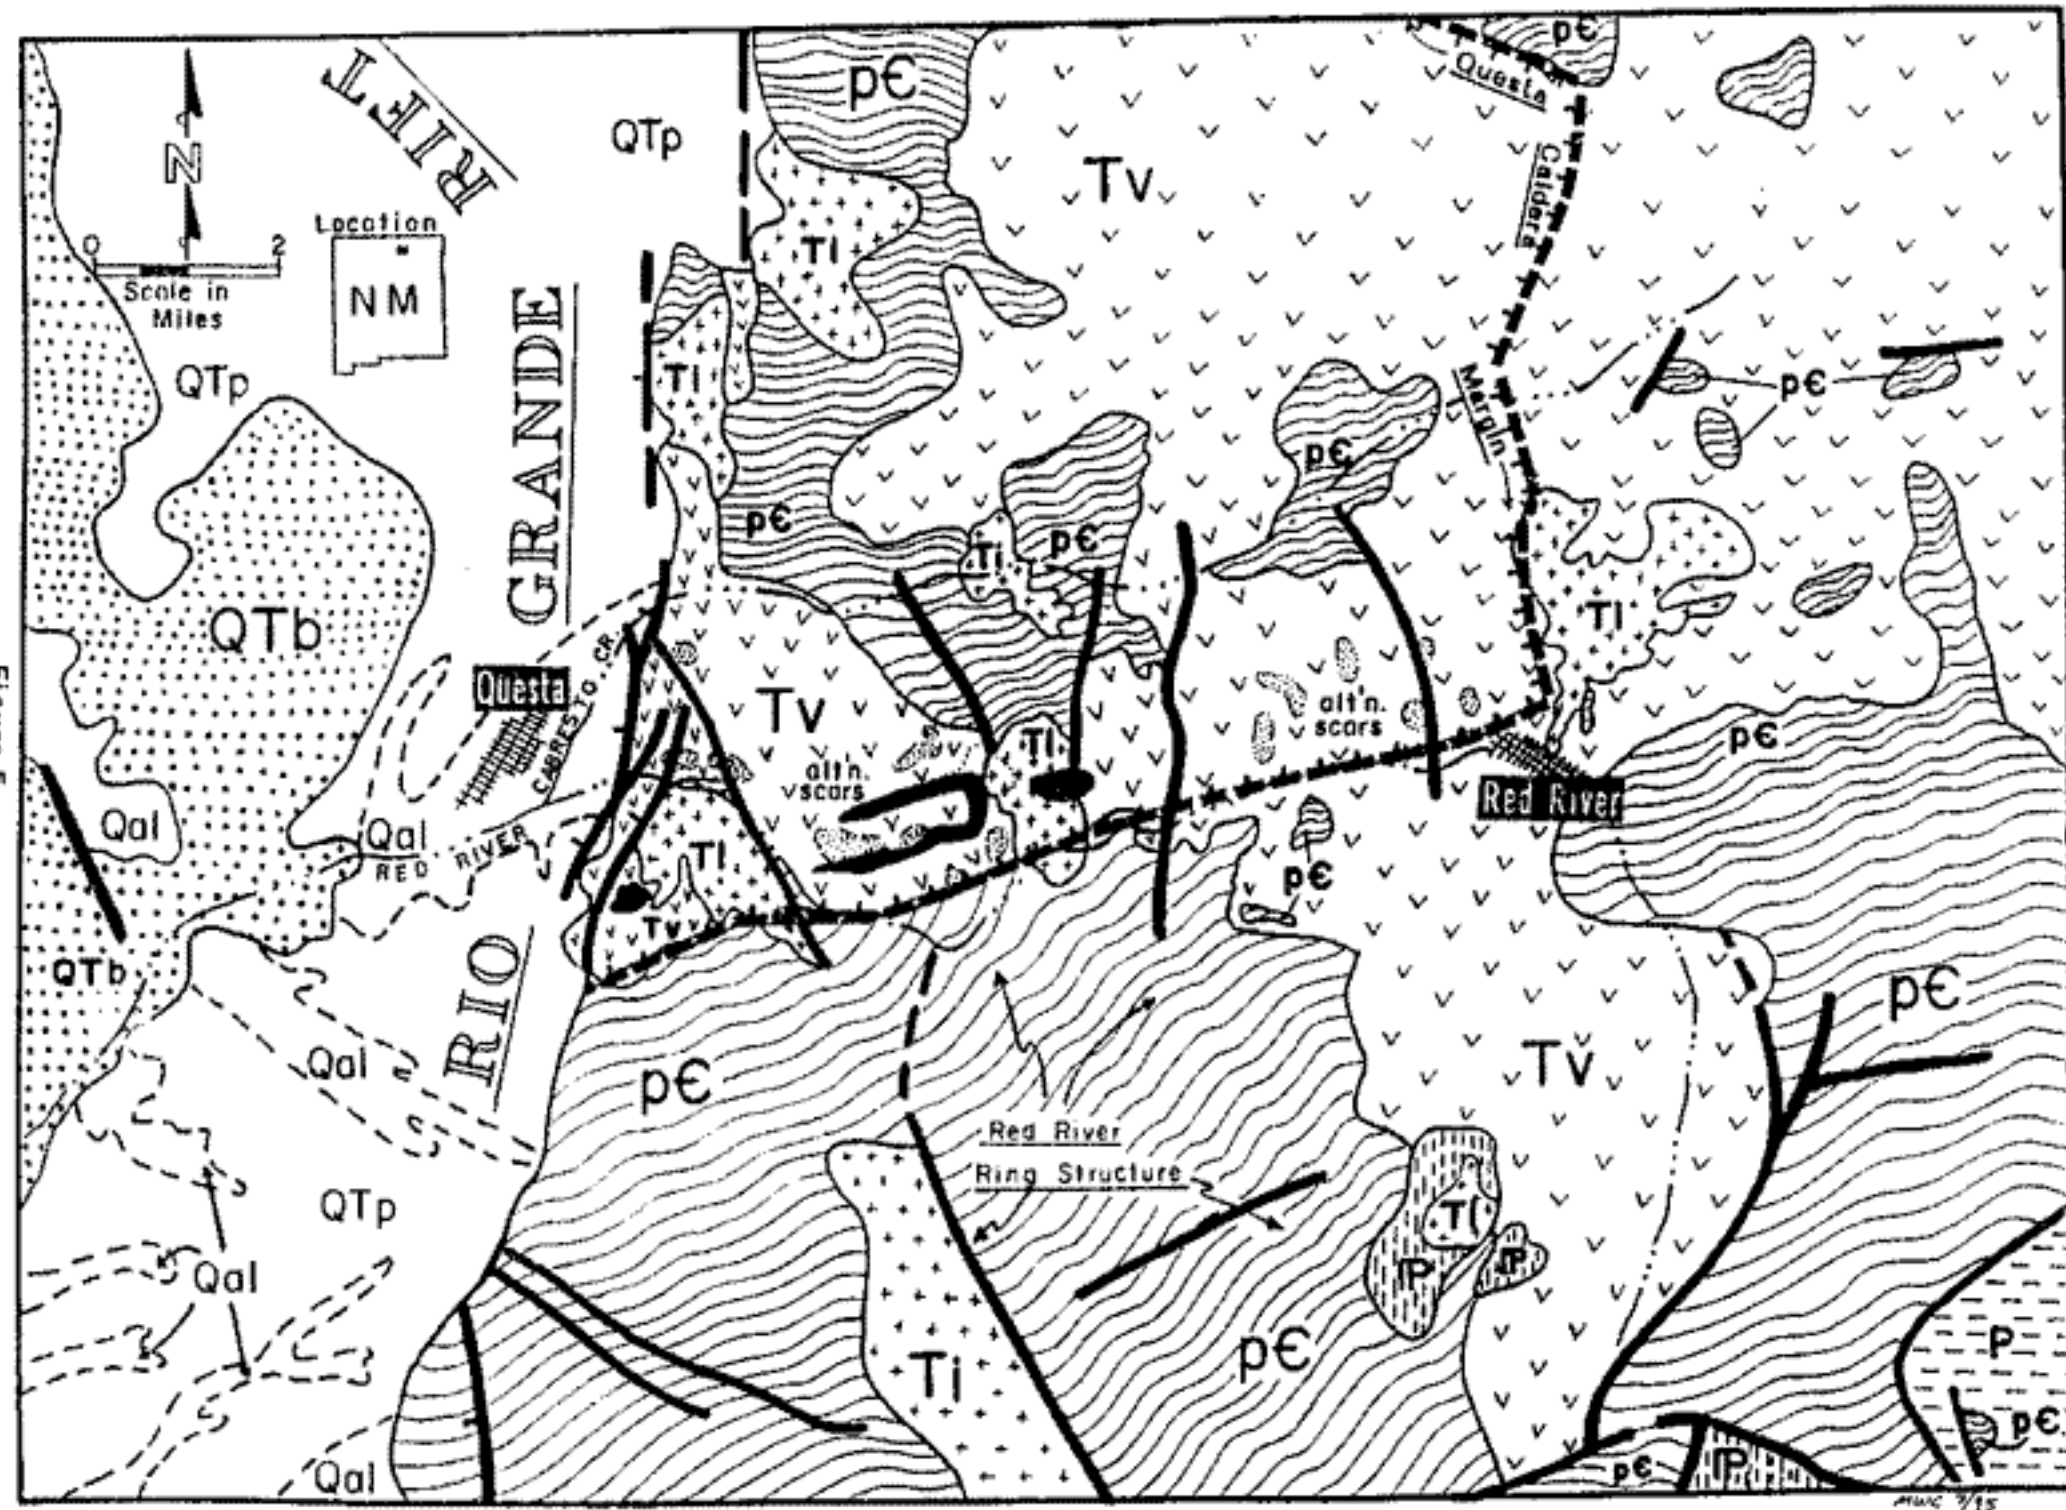 RIFT
N
Location
NM
0 2
Scale in
Miles
QTp
pЄ
Tv
TI
pЄ
Questa
Caldera
Margin
QTp
GRANDE
TI
pЄ
pЄ
pЄ
Ti
pЄ
TI
QTb
Questa
CABRESTO CR.
Tv
alt'n.
scars
TI
alt'n.
scars
pЄ
Red River
Qal
Qal
RED RIVER
TI
Tv
pЄ
QTb
RIO
Qal
pЄ
Tv
pЄ
Red River
Ring Structure
QTp
Qal
TI
IP
IP
Ti
pЄ
P
pЄ
Qal
pЄ
IP